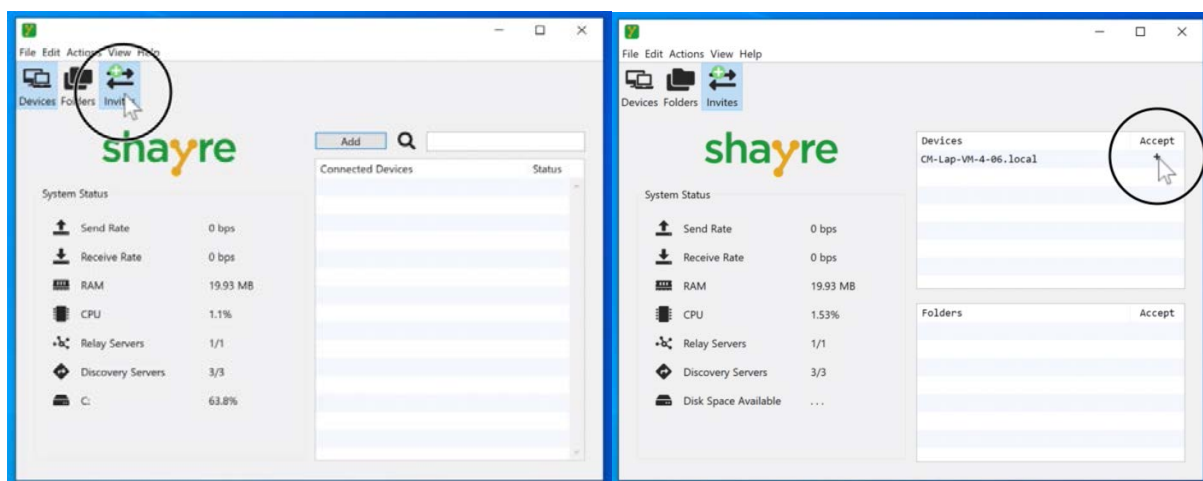 File Edit Actions View Help
Devices Folders Invites
shayre
Add
Connected Devices Status
System Status
Send Rate 0 bps
Receive Rate 0 bps
RAM 19.93 MB
CPU 1.1%
Relay Servers 1/1
Discovery Servers 3/3
C: 63.8%
File Edit Actions View Help
Devices Folders Invites
shayre
Devices Accept
CM-Lap-VM-4-06.local +
System Status
Send Rate 0 bps
Receive Rate 0 bps
RAM 19.93 MB
CPU 1.53%
Folders Accept
Relay Servers 1/1
Discovery Servers 3/3
Disk Space Available ...